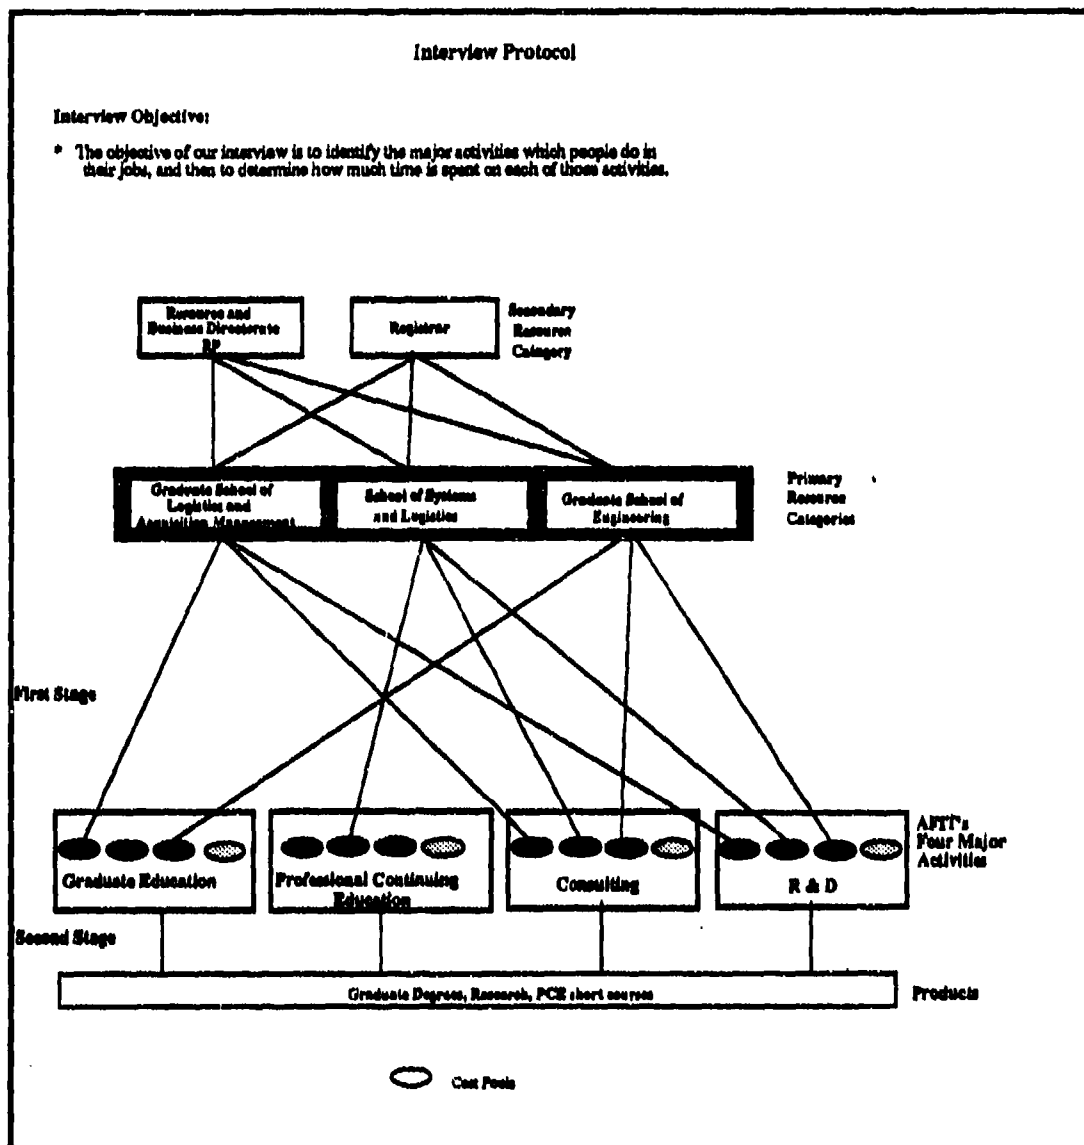 Interview Protocol
Interview Objective:
* The objective of our interview is to identify the major activities which people do in
their jobs, and then to determine how much time is spent on each of those activities.
Resource and
Business Directorate
RP
Registrar
Secondary
Resource
Category
Graduate School of
Logistics and
Acquisition Management
School of Systems
and Logistics
Graduate School of
Engineering
Primary
Resource
Categories
First Stage
Graduate Education
Professional Continuing
Education
Consulting
R & D
AFIT's
Four Major
Activities
Second Stage
Graduate Degrees, Research, PCE short courses
Products
Cost Pools